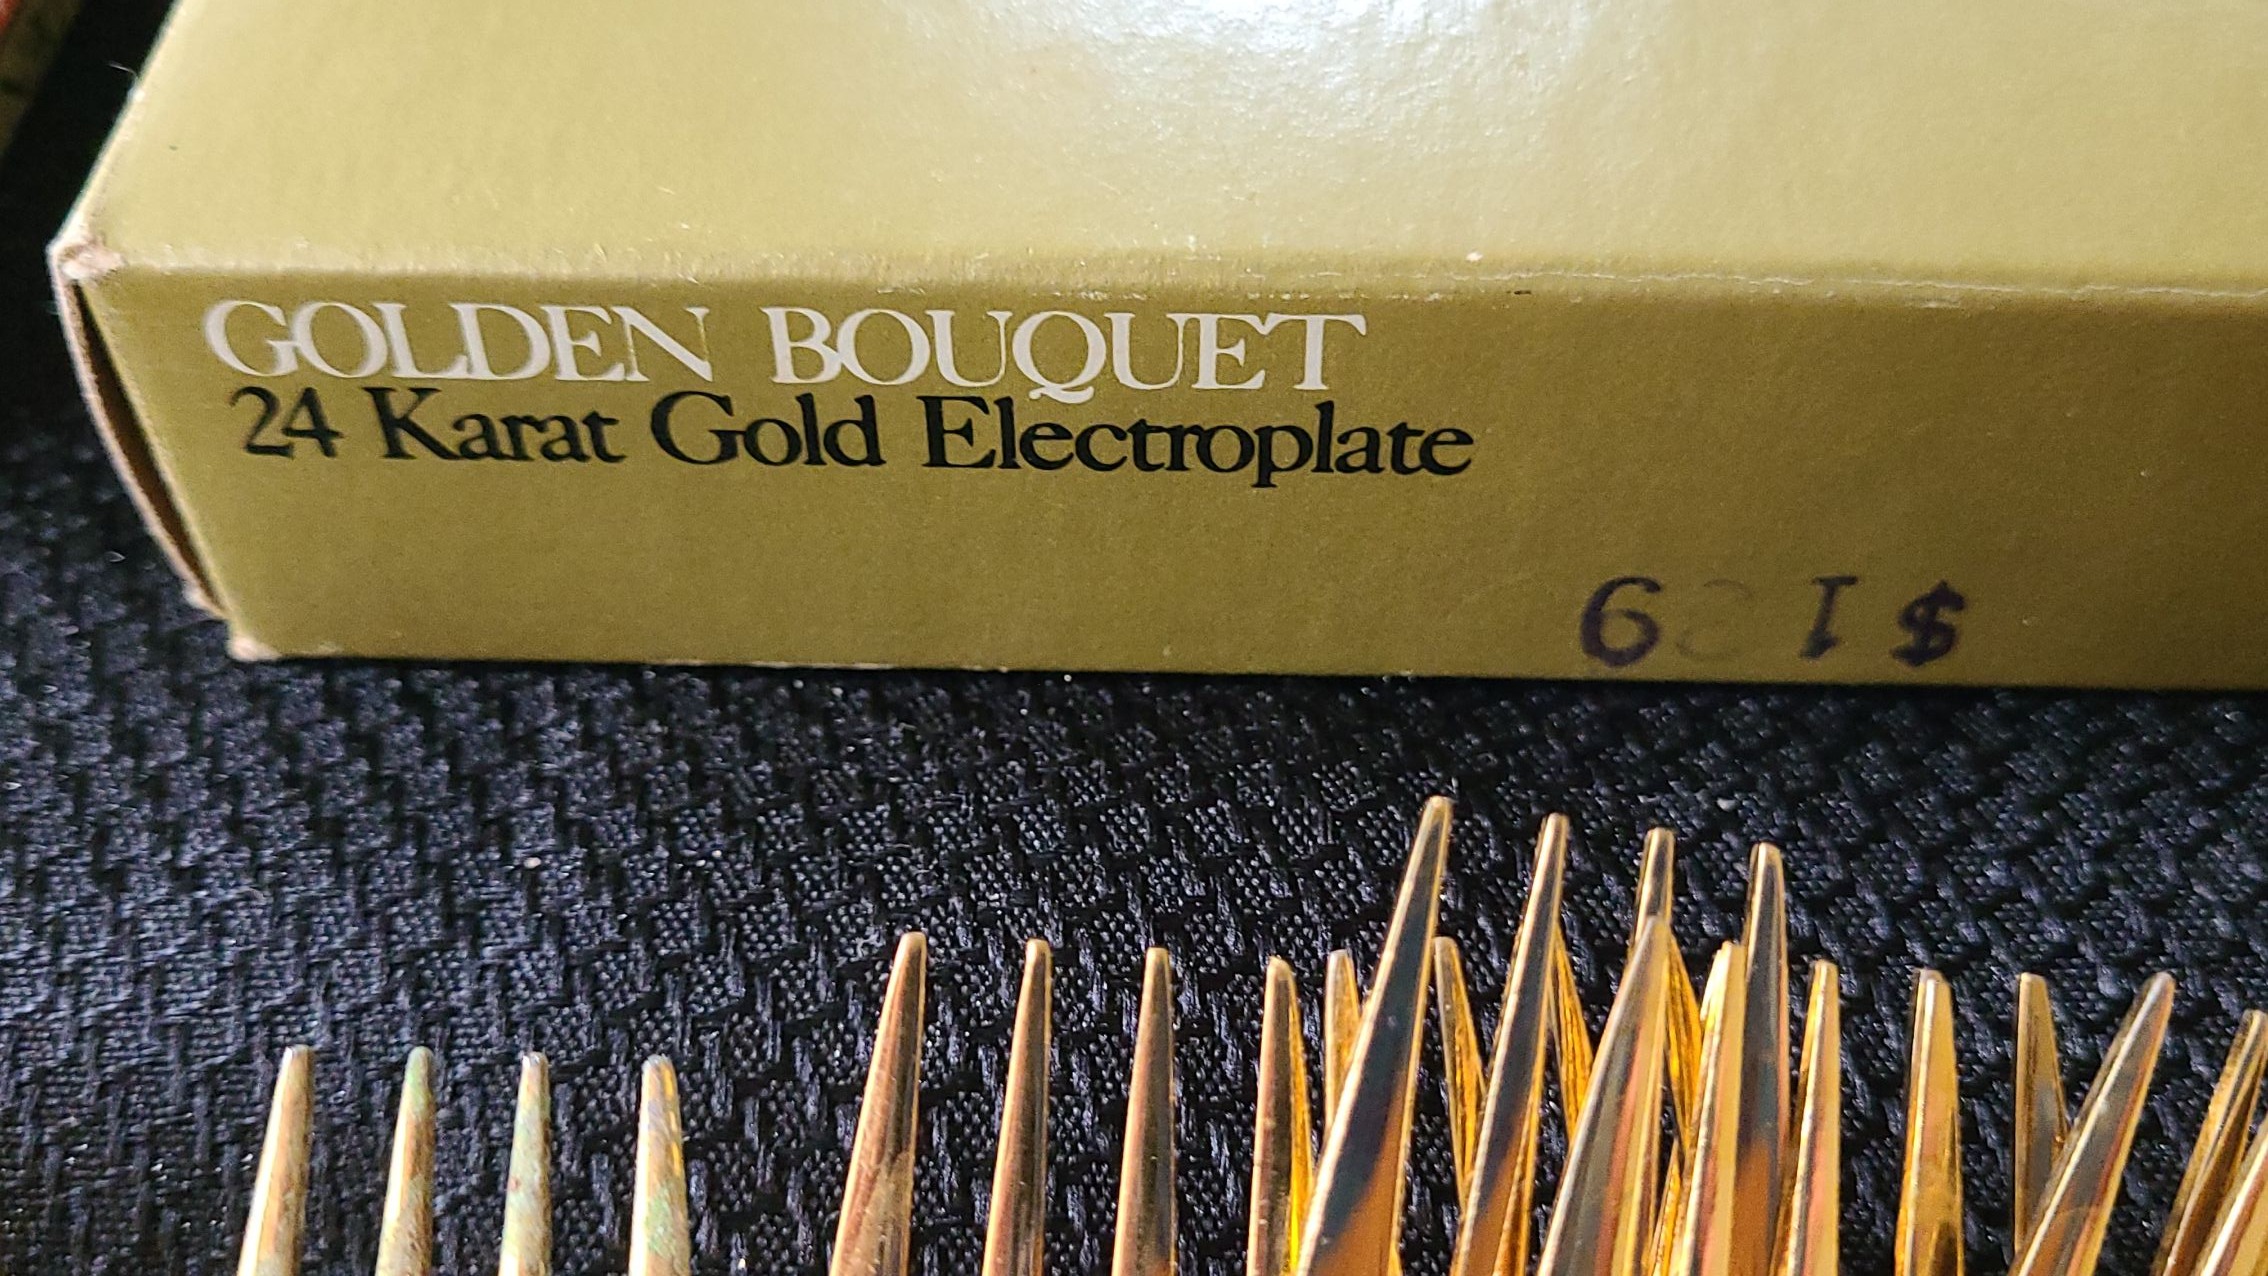 GOLDEN BOUQUET
24 Karat Gold Electroplate